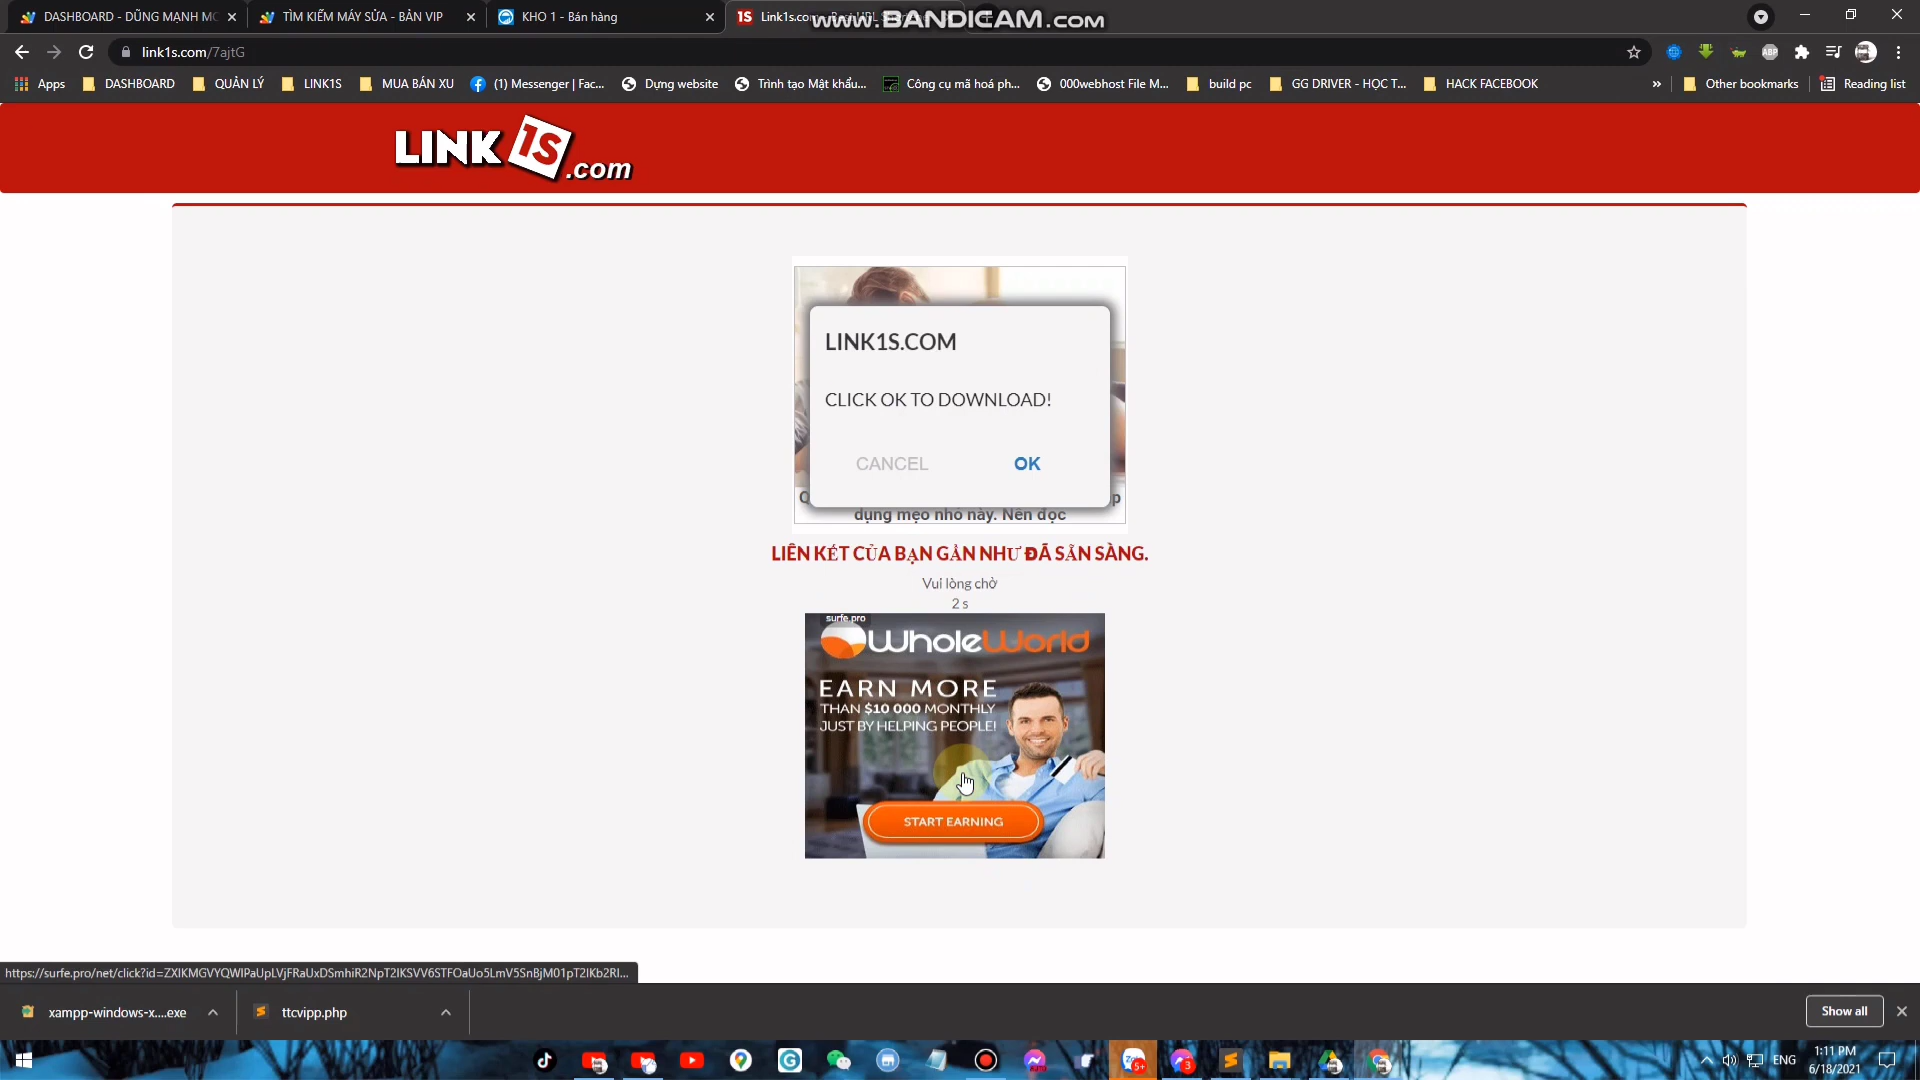 DASHBOARD - DŨNG MẠNH MC
TÌM KIẾM MÁY SỬA - BẢN VIP
KHO 1 - Bán hàng
1S Link1s.com
www.BANDICAM.com
link1s.com/7ajtG
ABP
Apps
DASHBOARD
QUẢN LÝ
LINK1S
MUA BÁN XU
(1) Messenger | Fac...
Dựng website
Trình tạo Mật khẩu...
Công cụ mã hoá ph...
000webhost File M...
build pc
GG DRIVER - HỌC T...
HACK FACEBOOK
»
Other bookmarks
Reading list
LINK 1S .com
LINK1S.COM
CLICK OK TO DOWNLOAD!
CANCEL
OK
dụng mẹo nhỏ này. Nên đọc
LIÊN KẾT CỦA BẠN GẦN NHƯ ĐÃ SẴN SÀNG.
Vui lòng chờ
2 s
surfe.pro
WholeWorld
EARN MORE
THAN $10 000 MONTHLY
JUST BY HELPING PEOPLE!
START EARNING
xampp-windows-x....exe
ttcvipp.php
Show all
5+
3
ENG
1:11 PM
6/18/2021